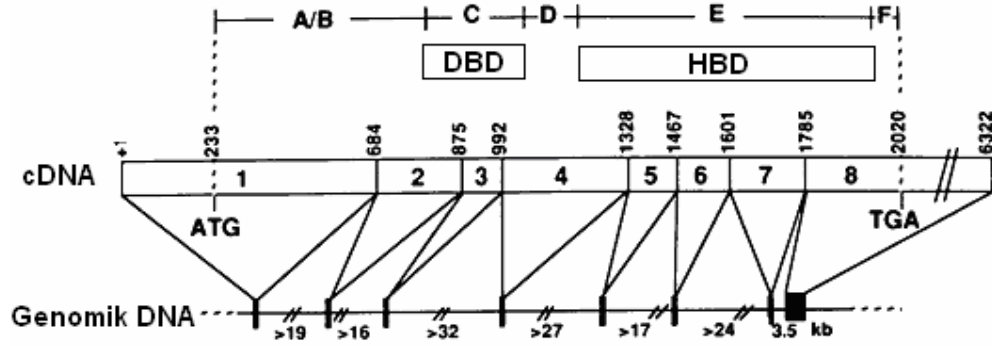 A/B C D E F
DBD HBD
+1 233 684 875 992 1328 1467 1601 1785 2020 6322
cDNA 1 2 3 4 5 6 7 8
ATG TGA
Genomik DNA
>19 >16 >32 >27 >17 >24 3.5 kb